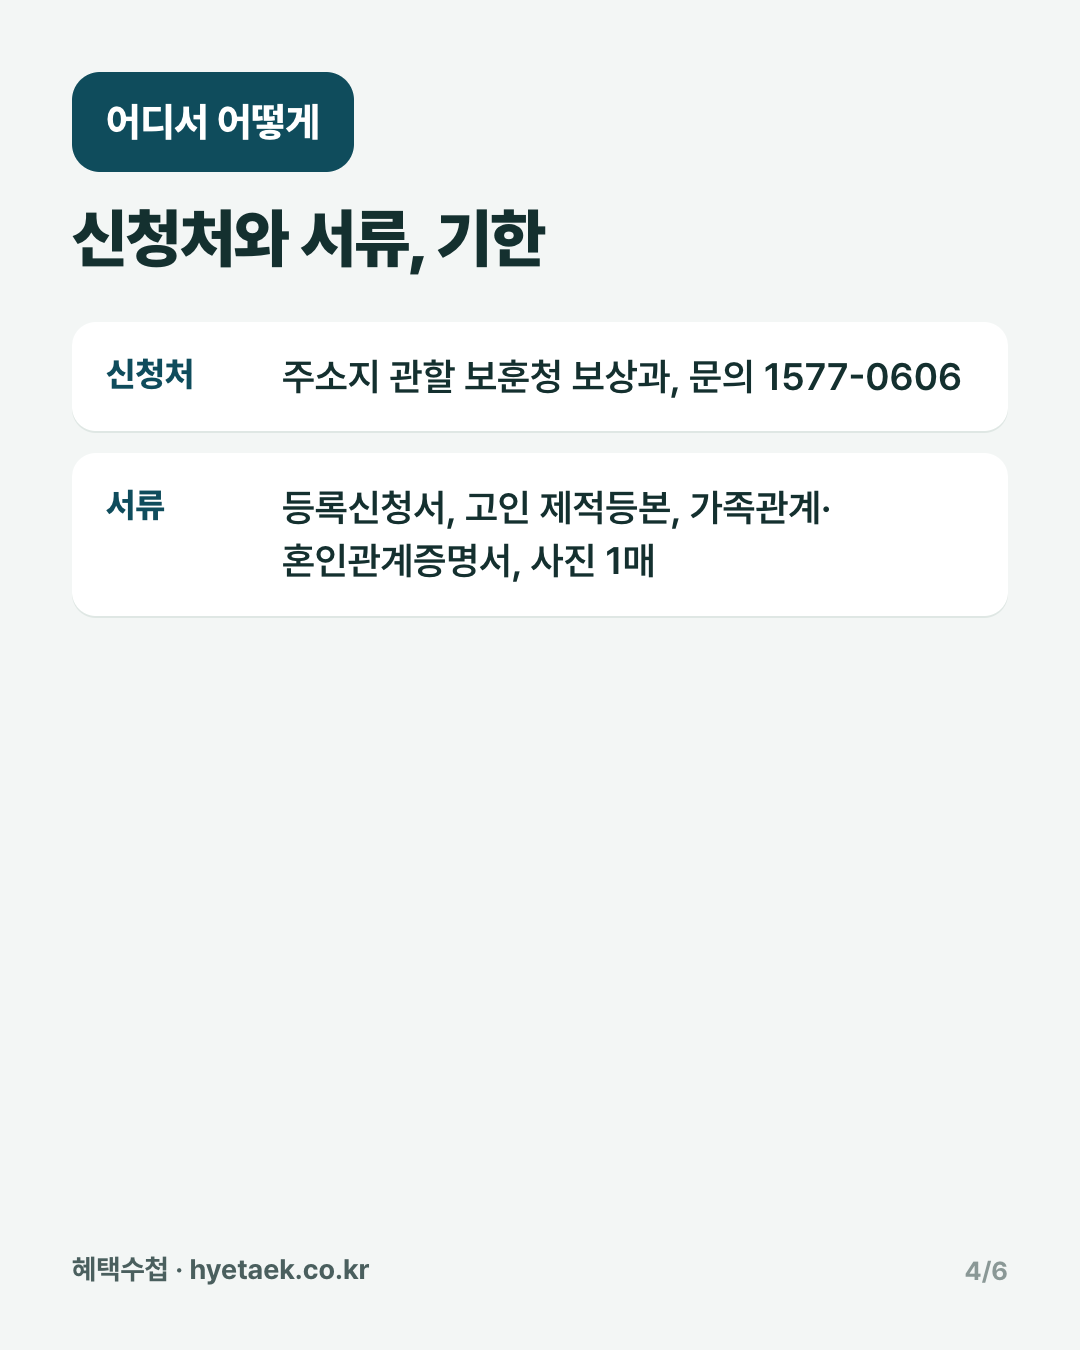 어디서 어떻게
신청처와 서류, 기한
신청처
주소지 관할 보훈청 보상과, 문의 1577-0606
서류
등록신청서, 고인 제적등본, 가족관계·
혼인관계증명서, 사진 1매
혜택수첩 · hyetaek.co.kr
4/6